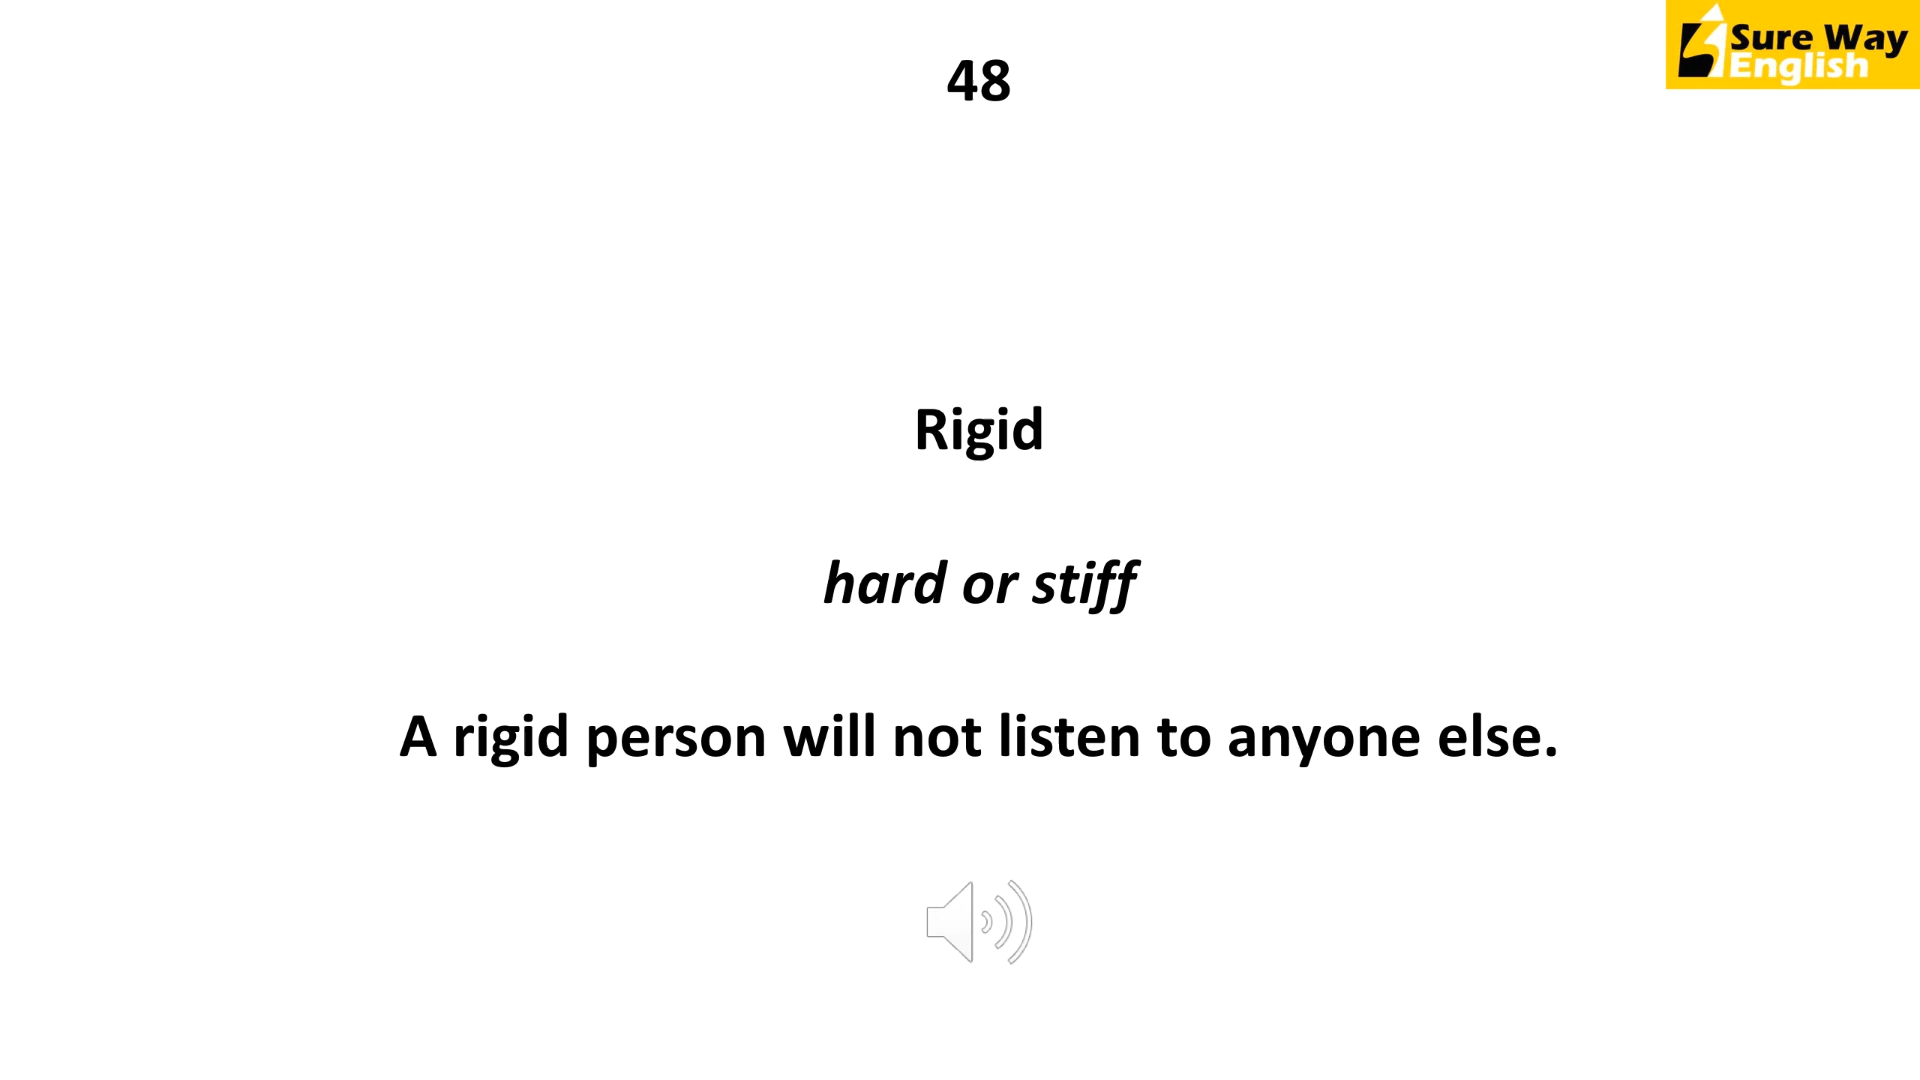 Sure Way
English
48
Rigid
hard or stiff
A rigid person will not listen to anyone else.